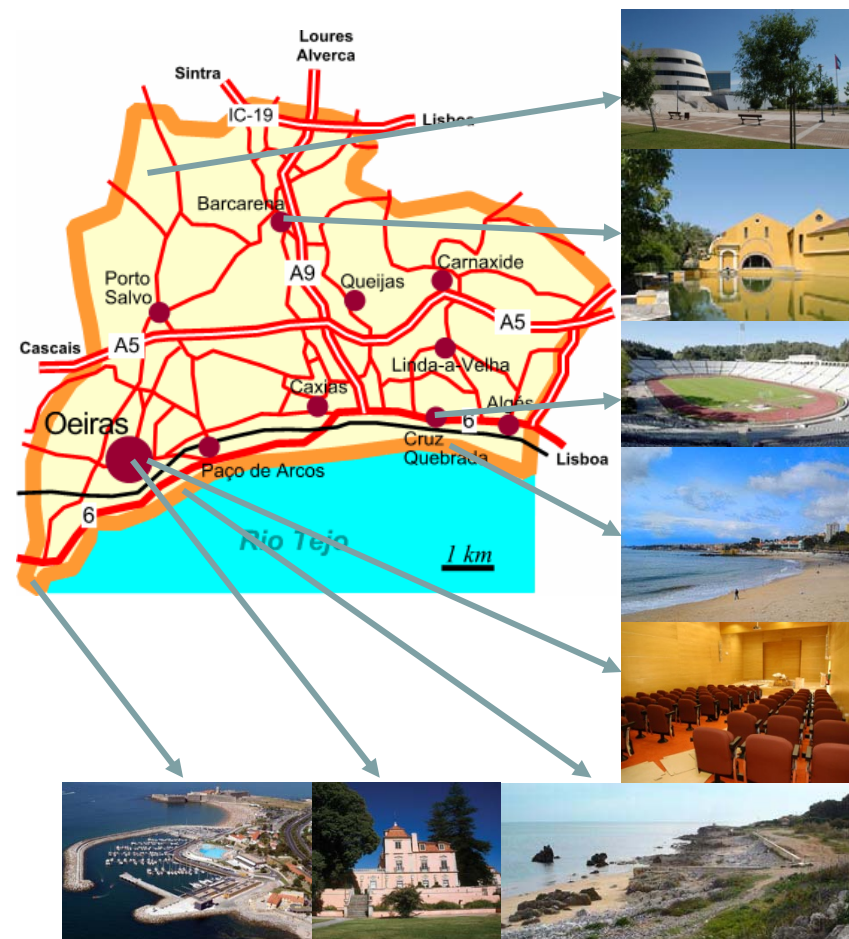 Loures
Alverca
Sintra
IC-19
Lisboa
Barcarena
A9
Carnaxide
Queijas
Porto
Salvo
A5
A5
Cascais
Linda-a-Velha
Caxias
Algés
6
Oeiras
Cruz
Quebrada
Lisboa
Paço de Arcos
6
Rio Tejo
1 km